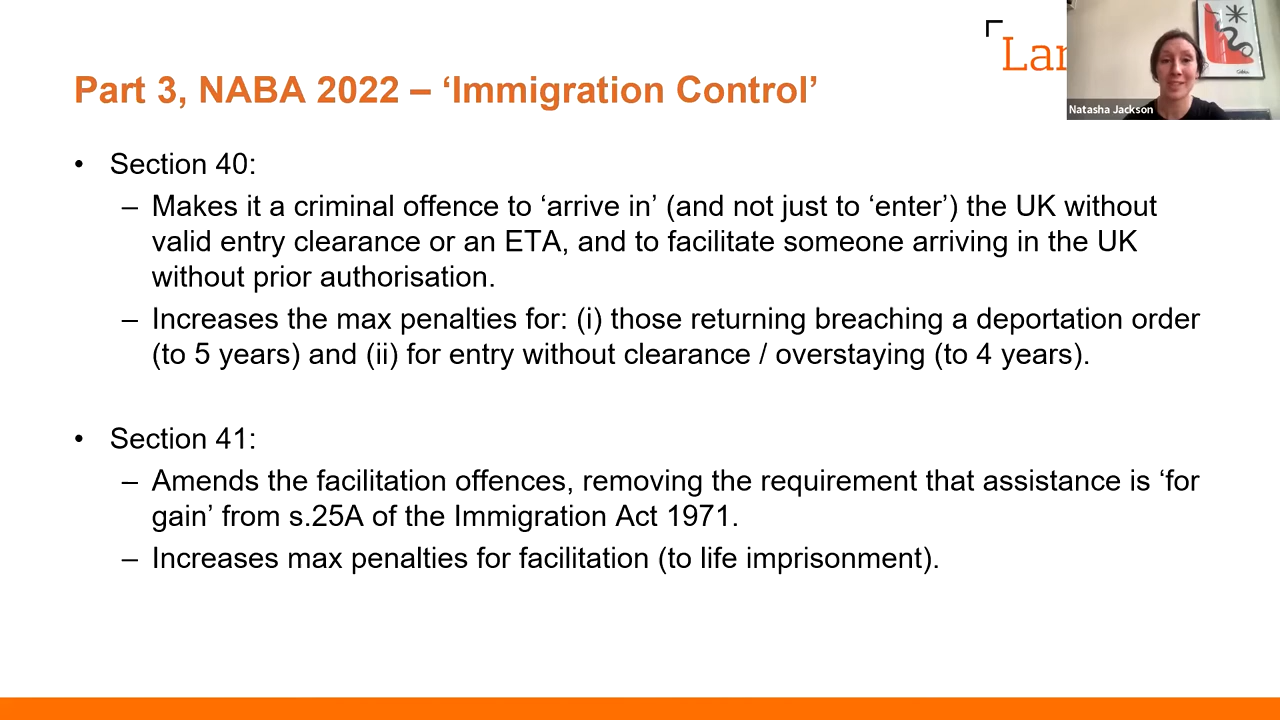 Lan
Natasha Jackson
Part 3, NABA 2022 – ‘Immigration Control’
• Section 40:
– Makes it a criminal offence to ‘arrive in’ (and not just to ‘enter’) the UK without
valid entry clearance or an ETA, and to facilitate someone arriving in the UK
without prior authorisation.
– Increases the max penalties for: (i) those returning breaching a deportation order
(to 5 years) and (ii) for entry without clearance / overstaying (to 4 years).
• Section 41:
– Amends the facilitation offences, removing the requirement that assistance is ‘for
gain’ from s.25A of the Immigration Act 1971.
– Increases max penalties for facilitation (to life imprisonment).